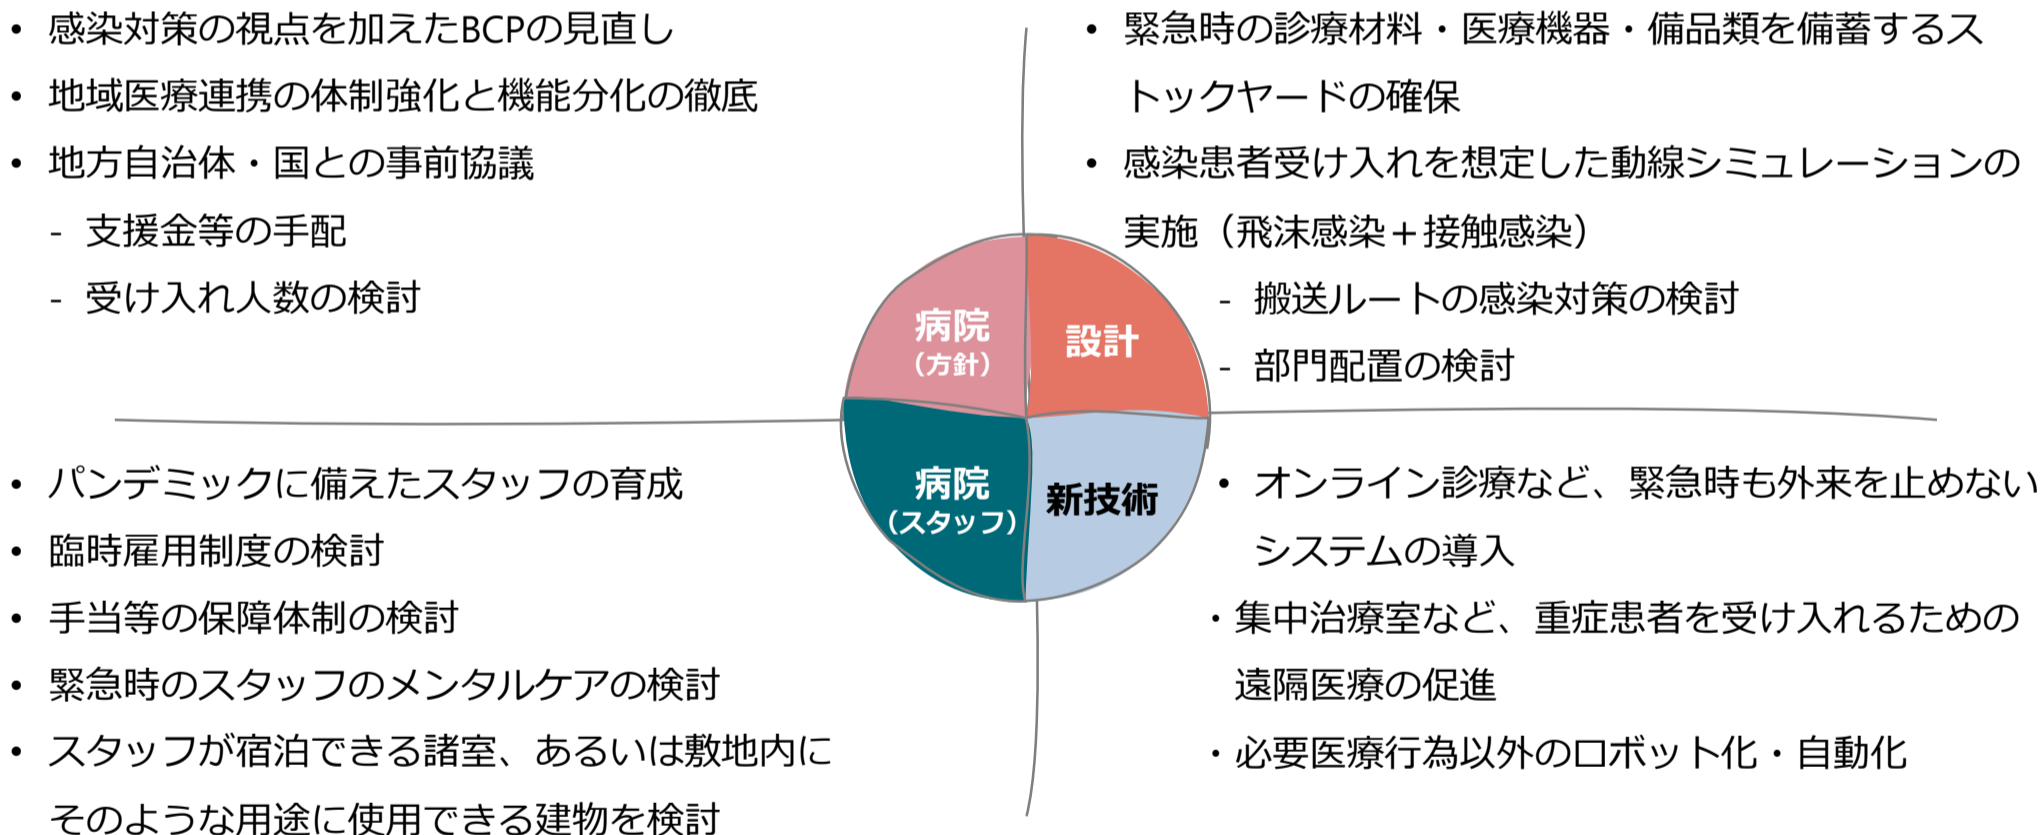 • 感染対策の視点を加えたBCPの見直し
• 地域医療連携の体制強化と機能分化の徹底
• 地方自治体・国との事前協議
- 支援金等の手配
- 受け入れ人数の検討
• 緊急時の診療材料・医療機器・備品類を備蓄するス
トックヤードの確保
• 感染患者受け入れを想定した動線シミュレーションの
実施（飛沫感染＋接触感染）
- 搬送ルートの感染対策の検討
- 部門配置の検討
病院
（方針）
設計
病院
（スタッフ）
新技術
• パンデミックに備えたスタッフの育成
• 臨時雇用制度の検討
• 手当等の保障体制の検討
• 緊急時のスタッフのメンタルケアの検討
• スタッフが宿泊できる諸室、あるいは敷地内に
そのような用途に使用できる建物を検討
• オンライン診療など、緊急時も外来を止めない
システムの導入
・集中治療室など、重症患者を受け入れるための
遠隔医療の促進
・必要医療行為以外のロボット化・自動化